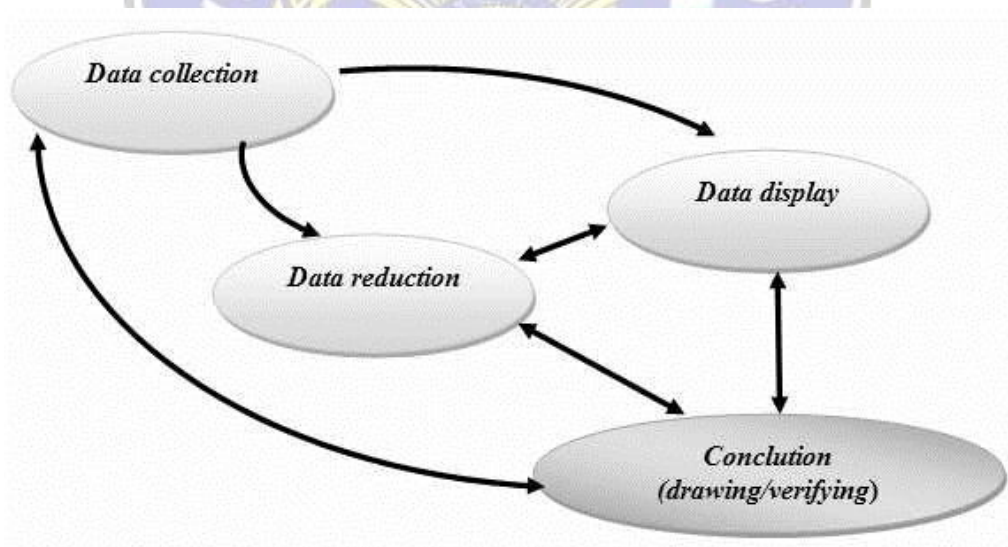 Data collection
Data display
Data reduction
Conclution
(drawing/verifying)